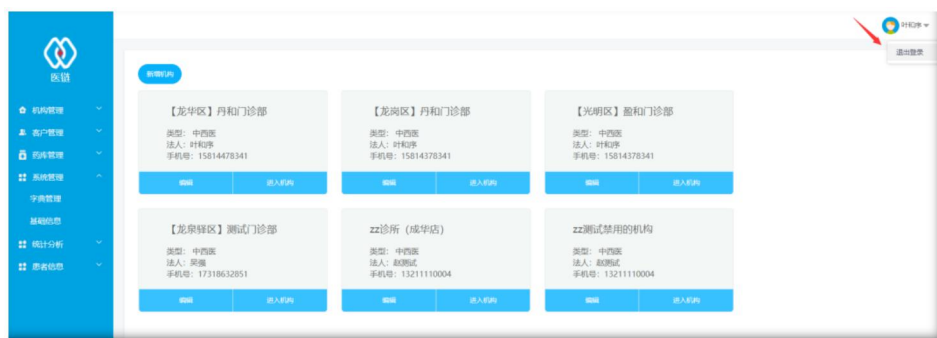 叶和序
退出登录
医链
新增机构
机构管理
客户管理
药库管理
系统管理
字典管理
基础信息
统计分析
患者信息
【龙华区】丹和门诊部
类型: 中西医
法人: 叶和序
手机号: 15814478341
编辑 进入机构
【龙岗区】丹和门诊部
类型: 中西医
法人: 叶和序
手机号: 15814378341
编辑 进入机构
【光明区】盈和门诊部
类型: 中西医
法人: 叶和序
手机号: 15814378341
编辑 进入机构
【龙泉驿区】测试门诊部
类型: 中西医
法人: 吴强
手机号: 17318632851
编辑 进入机构
zz诊所 (成华店)
类型: 中西医
法人: 赵测试
手机号: 13211110004
编辑 进入机构
zz测试禁用的机构
类型: 中西医
法人: 赵测试
手机号: 13211110004
编辑 进入机构